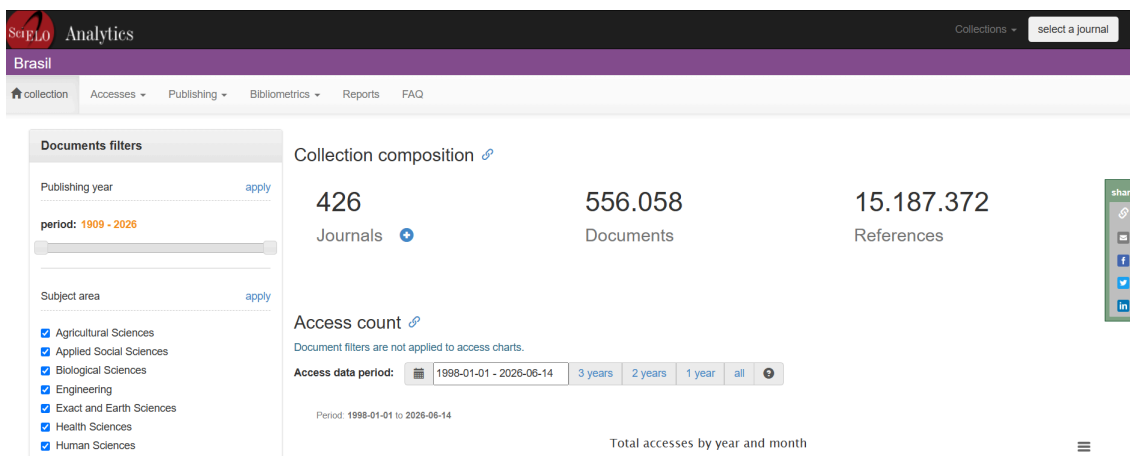 SciELO Analytics
Collections
select a journal
Brasil
collection Accesses Publishing Bibliometrics Reports FAQ
Documents filters
Publishing year apply
period: 1909 - 2026
Subject area apply
Agricultural Sciences
Applied Social Sciences
Biological Sciences
Engineering
Exact and Earth Sciences
Health Sciences
Human Sciences
Collection composition
426 556.058 15.187.372
Journals Documents References
Access count
Document filters are not applied to access charts.
Access data period: 1998-01-01 - 2026-06-14 3 years 2 years 1 year all
Period: 1998-01-01 to 2026-06-14
Total accesses by year and month